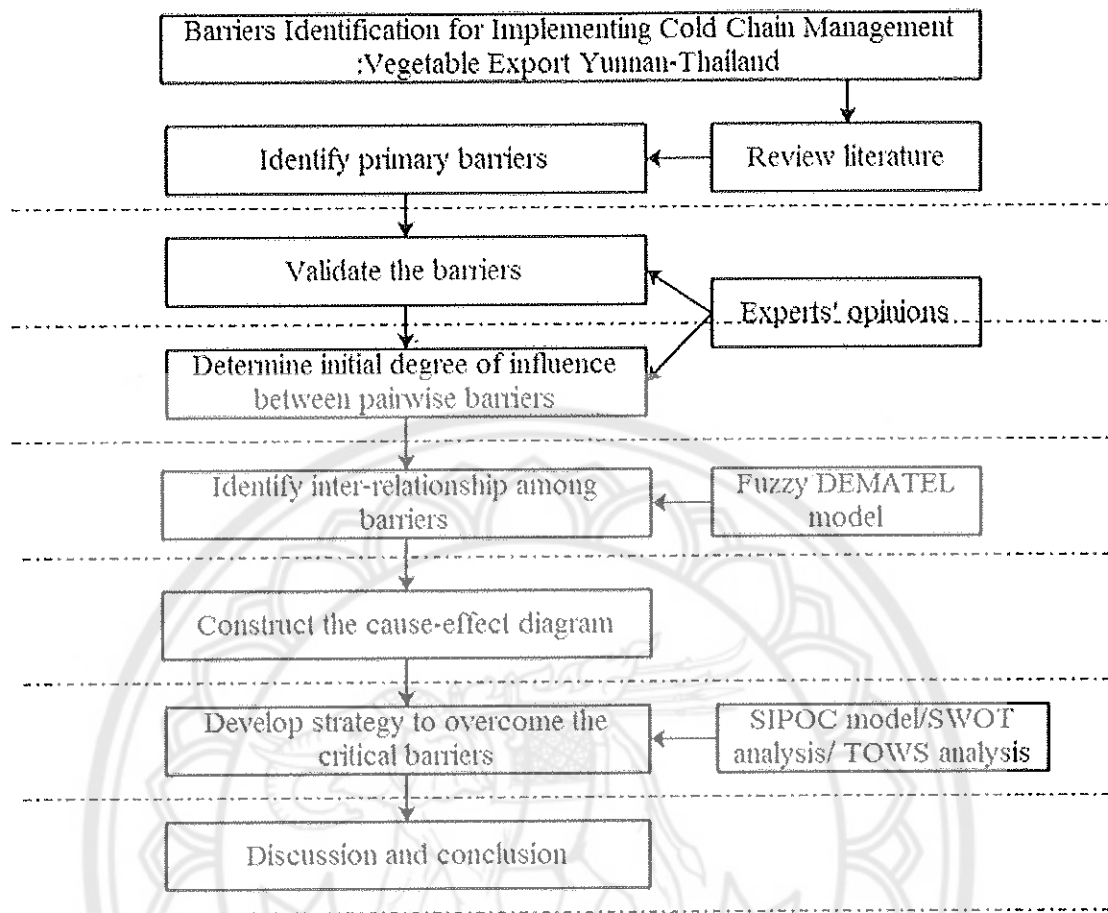 Barriers Identification for Implementing Cold Chain Management
:Vegetable Export Yunnan-Thailand
Identify primary barriers
Review literature
Validate the barriers
Experts' opinions
Determine initial degree of influence
between pairwise barriers
Identify inter-relationship among
barriers
Fuzzy DEMATEL
model
Construct the cause-effect diagram
Develop strategy to overcome the
critical barriers
SIPOC model/SWOT
analysis/ TOWS analysis
Discussion and conclusion